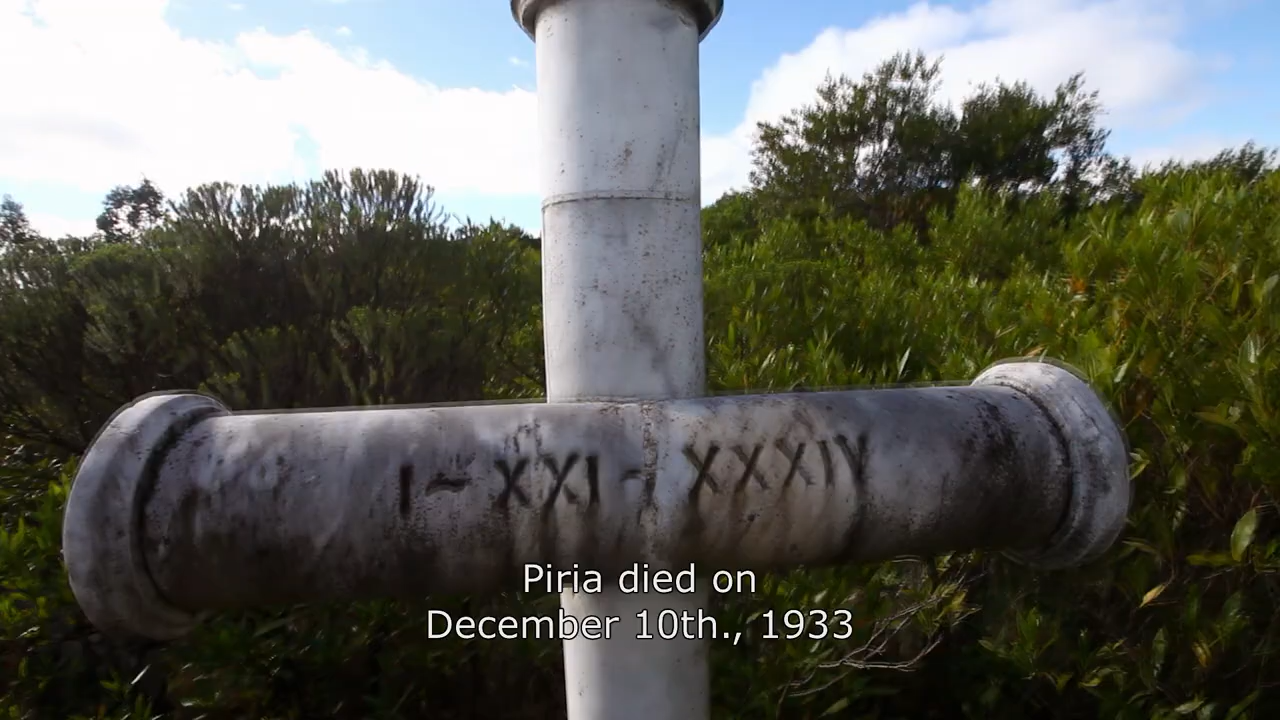 I - XXI - XXXIV
Piria died on
December 10th., 1933